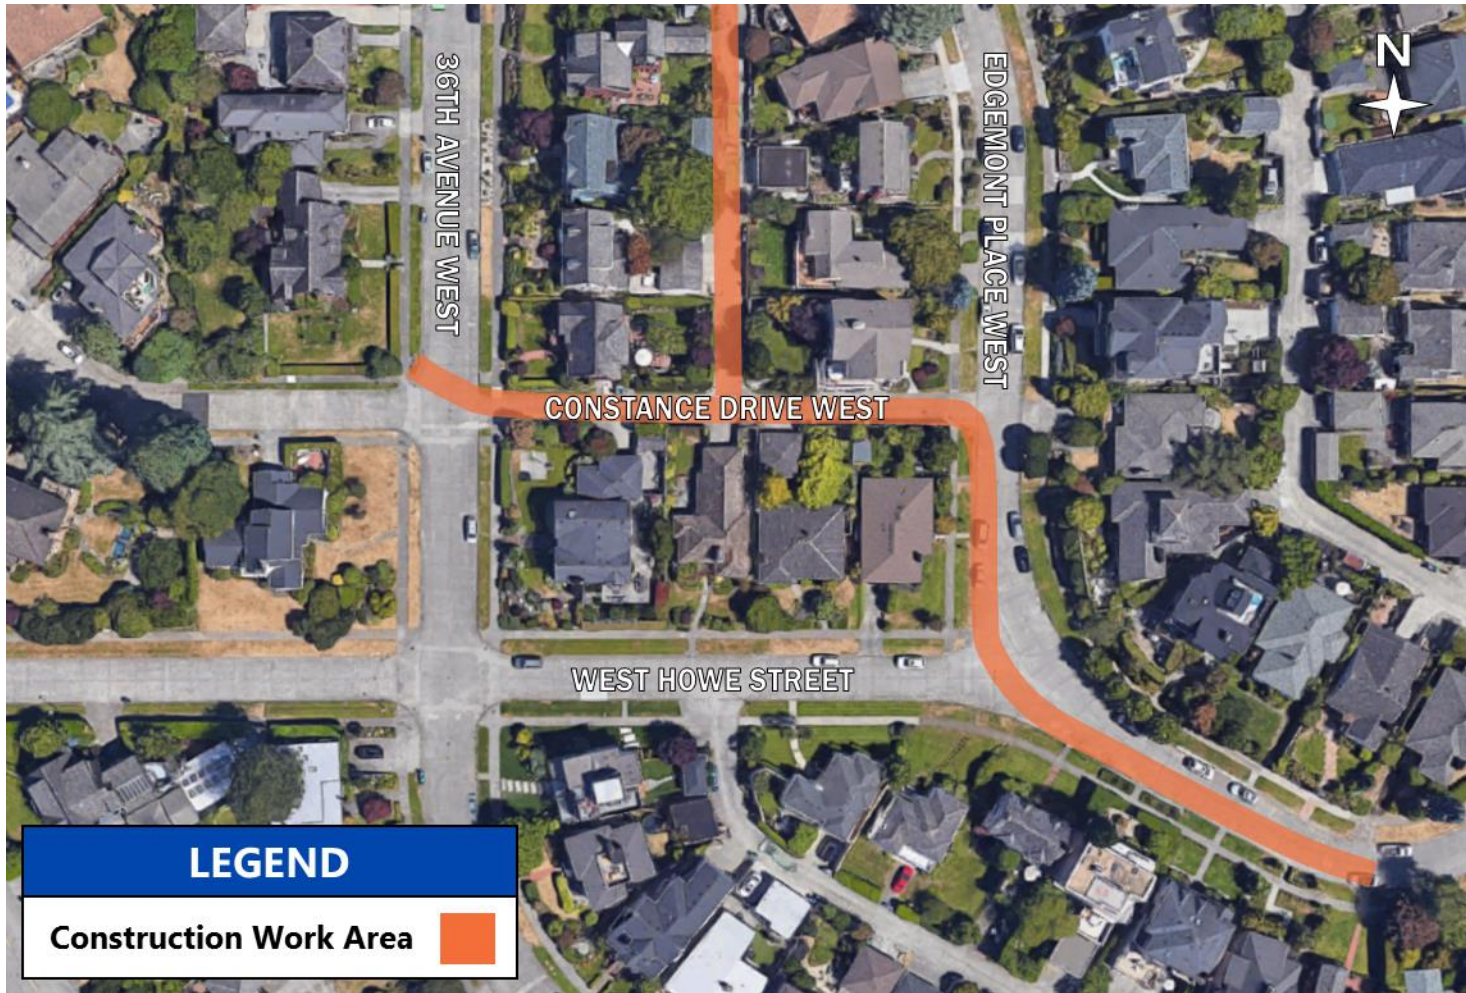 N
36TH AVENUE WEST
EDGEMONT PLACE WEST
CONSTANCE DRIVE WEST
WEST HOWE STREET
LEGEND
Construction Work Area